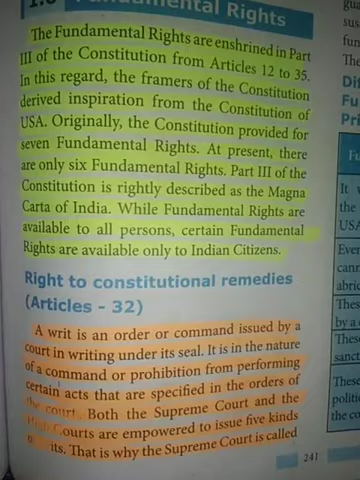 Fundamental Rights
The Fundamental Rights are enshrined in Part
III of the Constitution from Articles 12 to 35.
In this regard, the framers of the Constitution
derived inspiration from the Constitution of
USA. Originally, the Constitution provided for
seven Fundamental Rights. At present, there
are only six Fundamental Rights. Part III of the
Constitution is rightly described as the Magna
Carta of India. While Fundamental Rights are
available to all persons, certain Fundamental
Rights are available only to Indian Citizens.
Right to constitutional remedies
(Articles - 32)
A writ is an order or command issued by a
court in writing under its seal. It is in the nature
of a command or prohibition from performing
certain acts that are specified in the orders of
the court. Both the Supreme Court and the
High Courts are empowered to issue five kinds
That is why the Supreme Court is called
241
sus
fun
The
Di
Fu
Pri
Fu
It
the
USA
Even
cann
abri
Thes
by a
These
sanct
These
politi
the co